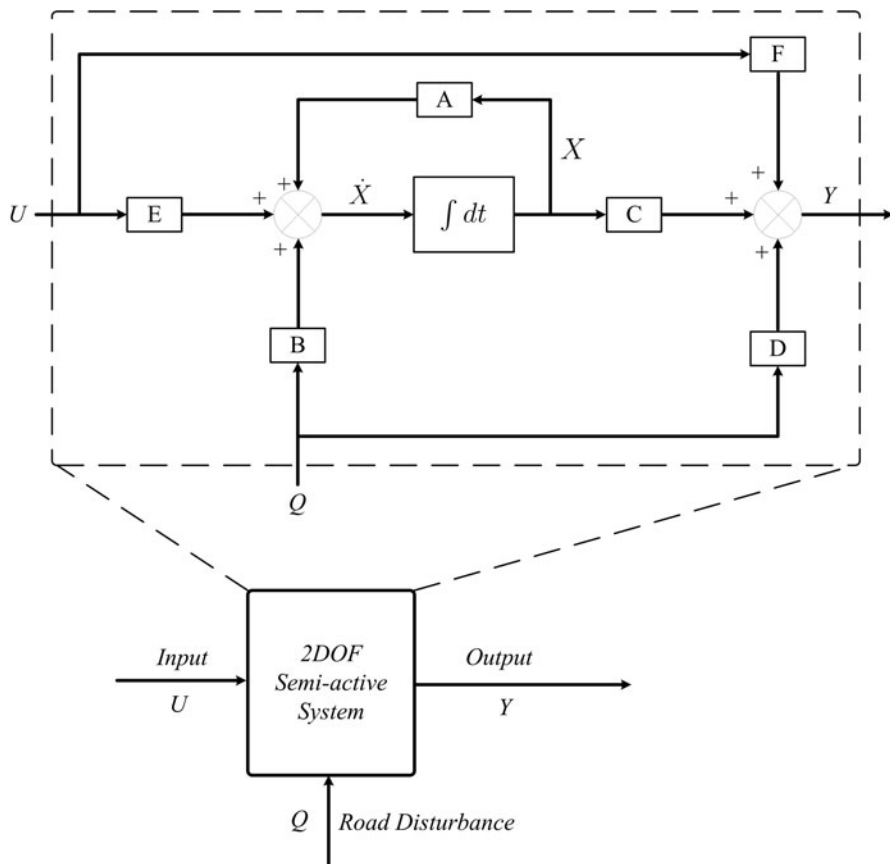 F
A
X
U
E
+
+
Ẋ
∫ dt
C
+
+
Y
+
+
B
D
Q
Input
U
2DOF
Semi-active
System
Output
Y
Q
Road Disturbance